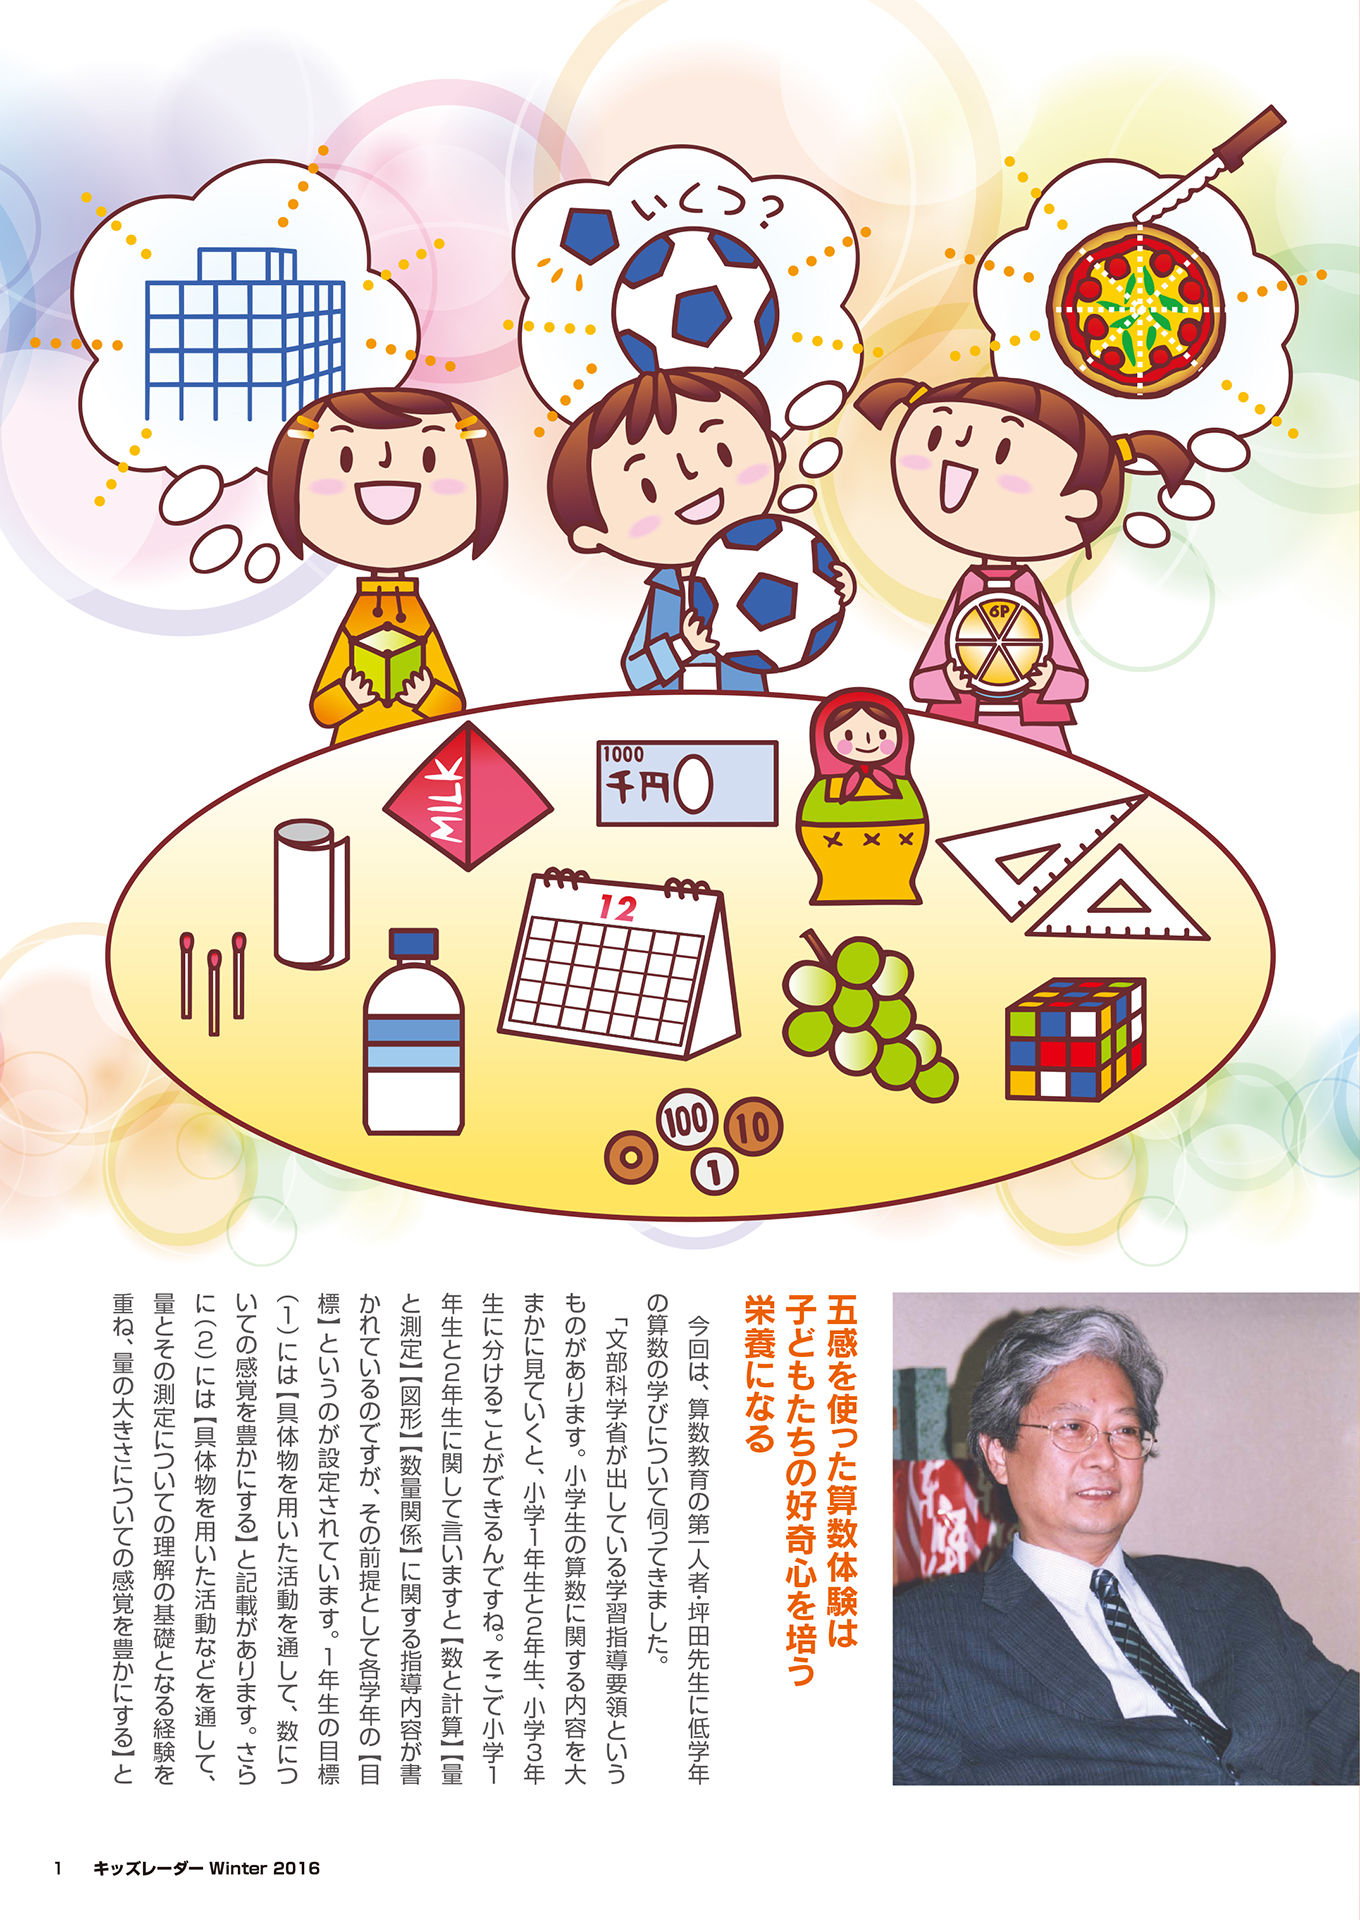 いくつ？
6P
MILK
1000
千円
12
100
10
1
五感を使った算数体験は
子どもたちの好奇心を培う
栄養になる
今回は、算数教育の第一人者・坪田先生に低学年
の算数の学びについて伺ってきました。
「文部科学省が出している学習指導要領という
ものがあります。小学生の算数に関する内容を大
まかに見ていくと、小学1年生と2年生、小学3年
生に分けることができるんですね。そこで小学1
年生と2年生に関して言いますと【数と計算】【量
と測定】【図形】【数量関係】に関する指導内容が書
かれているのですが、その前提として各学年の【目
標】というのが設定されています。1年生の目標
(1)には【具体物を用いた活動を通して、数につ
いての感覚を豊かにする】と記載があります。さら
に(2)には【具体物を用いた活動などを通して、
量とその測定についての理解の基礎となる経験を
重ね、量の大きさについての感覚を豊かにする】と
1 キッズレーダー Winter 2016